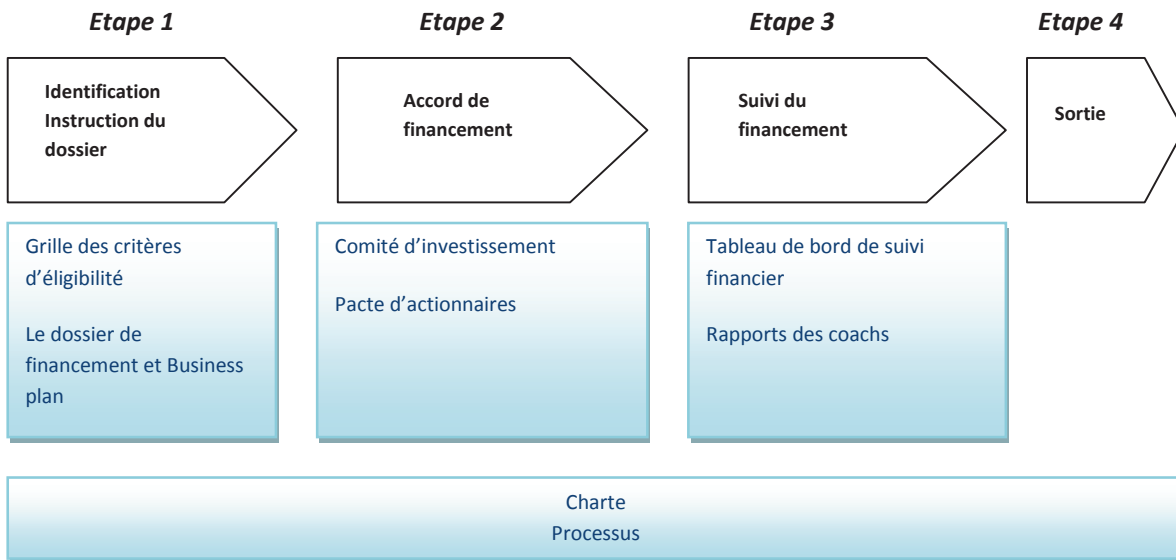 Etape 1
Etape 2
Etape 3
Etape 4
Identification
Instruction du
dossier
Accord de
financement
Suivi du
financement
Sortie
Grille des critères
d’éligibilité
Le dossier de
financement et Business
plan
Comité d’investissement
Pacte d’actionnaires
Tableau de bord de suivi
financier
Rapports des coachs
Charte
Processus